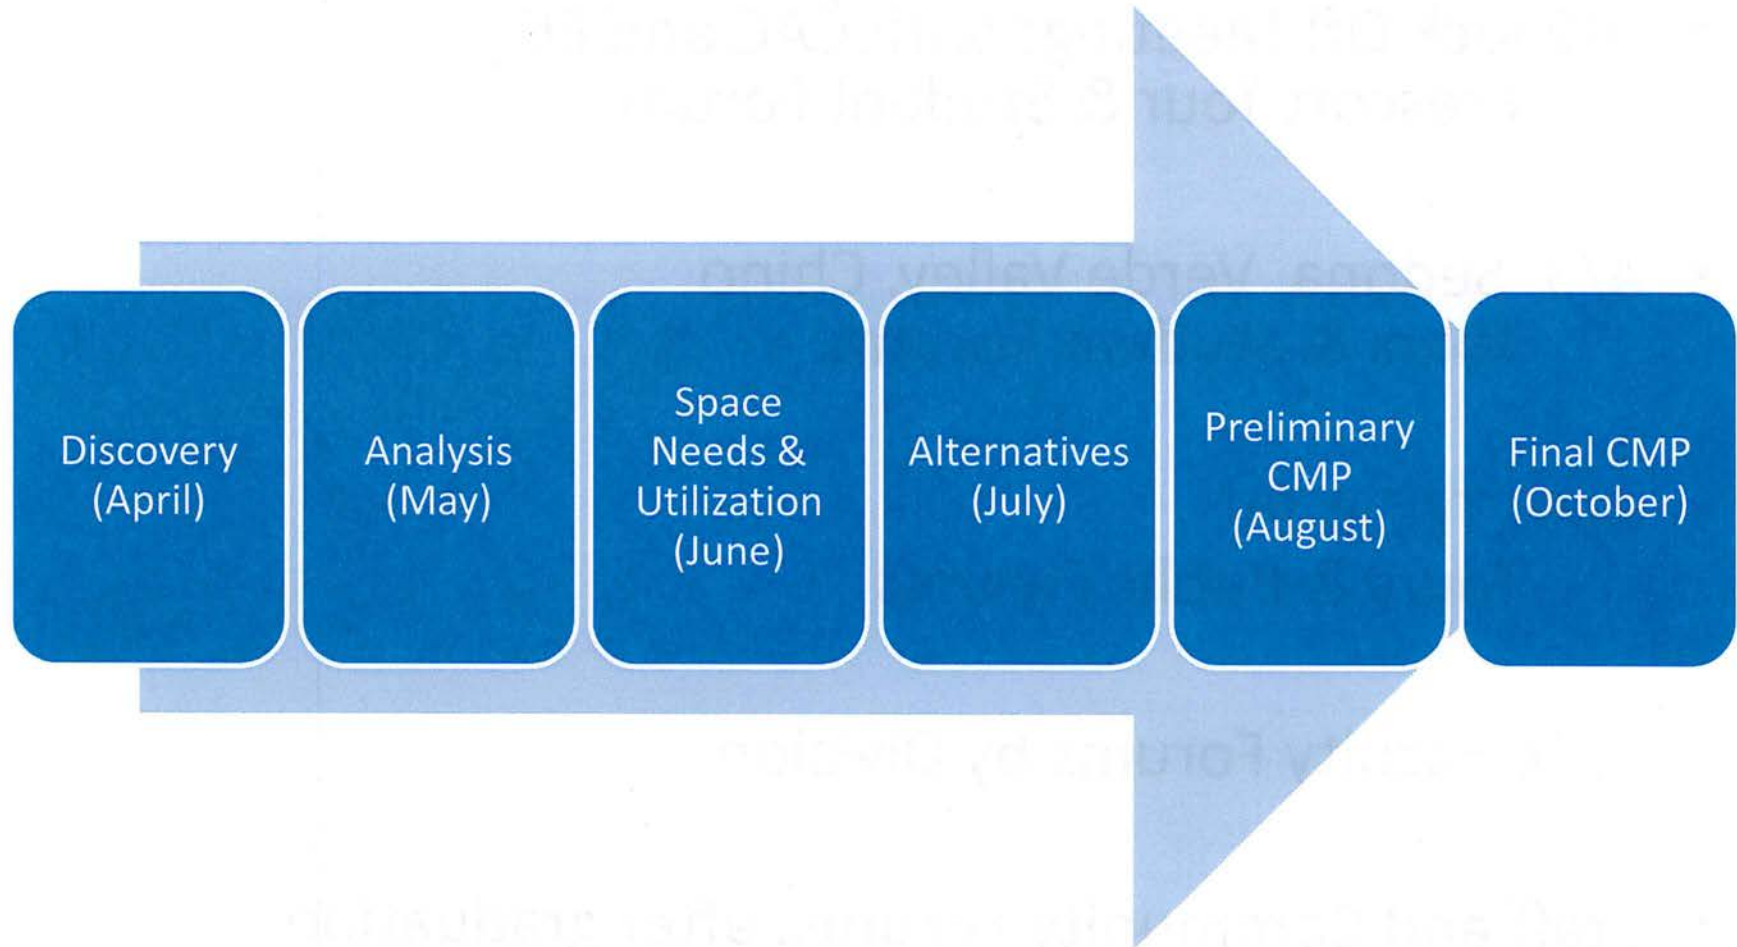 Discovery
(April)
Analysis
(May)
Space
Needs &
Utilization
(June)
Alternatives
(July)
Preliminary
CMP
(August)
Final CMP
(October)